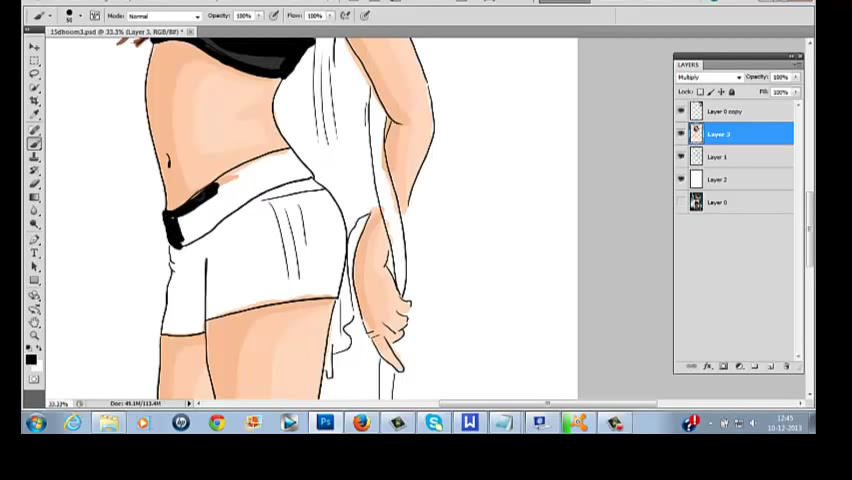 Mode: Normal Opacity: 100% Flow: 100%
15dhoom3.psd @ 33.3% (Layer 3, RGB/8#) *
LAYERS
Multiply Opacity: 100%
Lock: Fill: 100%
Layer 0 copy
Layer 3
Layer 1
Layer 2
Layer 0
33.33% Doc: 49.1M/113.4M
Ps
W
12:45
10-12-2013